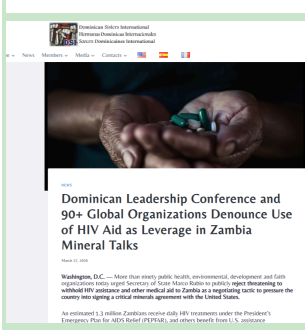 Dominican Sisters International
Hermanas Dominicas Internacionales
Sœurs Dominicaines International
News Members Media Contacts
NEWS
Dominican Leadership Conference and
90+ Global Organizations Denounce Use
of HIV Aid as Leverage in Zambia
Mineral Talks
March 12, 2026
Washington, D.C. — More than ninety public health, environmental, development and faith
organizations today urged Secretary of State Marco Rubio to publicly reject threatening to
withhold HIV assistance and other medical aid to Zambia as a negotiating tactic to pressure the
country into signing a critical minerals agreement with the United States.
An estimated 1.3 million Zambians receive daily HIV treatments under the President's
Emergency Plan for AIDS Relief (PEPFAR), and others benefit from U.S. assistance